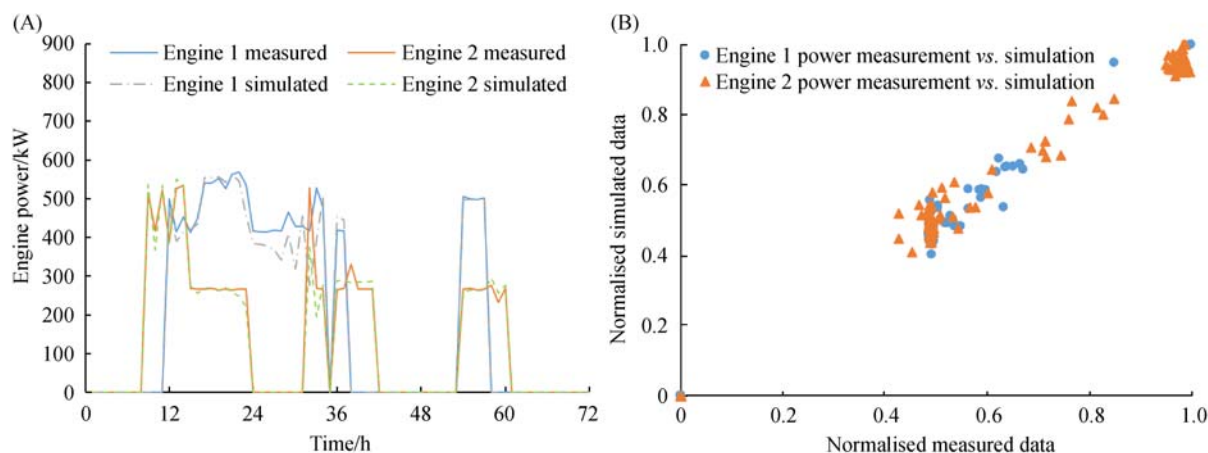 (A)
900
800
700
600
500
400
300
200
100
0
Engine power/kW
Engine 1 measured
Engine 2 measured
Engine 1 simulated
Engine 2 simulated
0 12 24 36 48 60 72
Time/h
(B)
1.0
0.8
0.6
0.4
0.2
0
Normalised simulated data
Engine 1 power measurement vs. simulation
Engine 2 power measurement vs. simulation
0 0.2 0.4 0.6 0.8 1.0
Normalised measured data